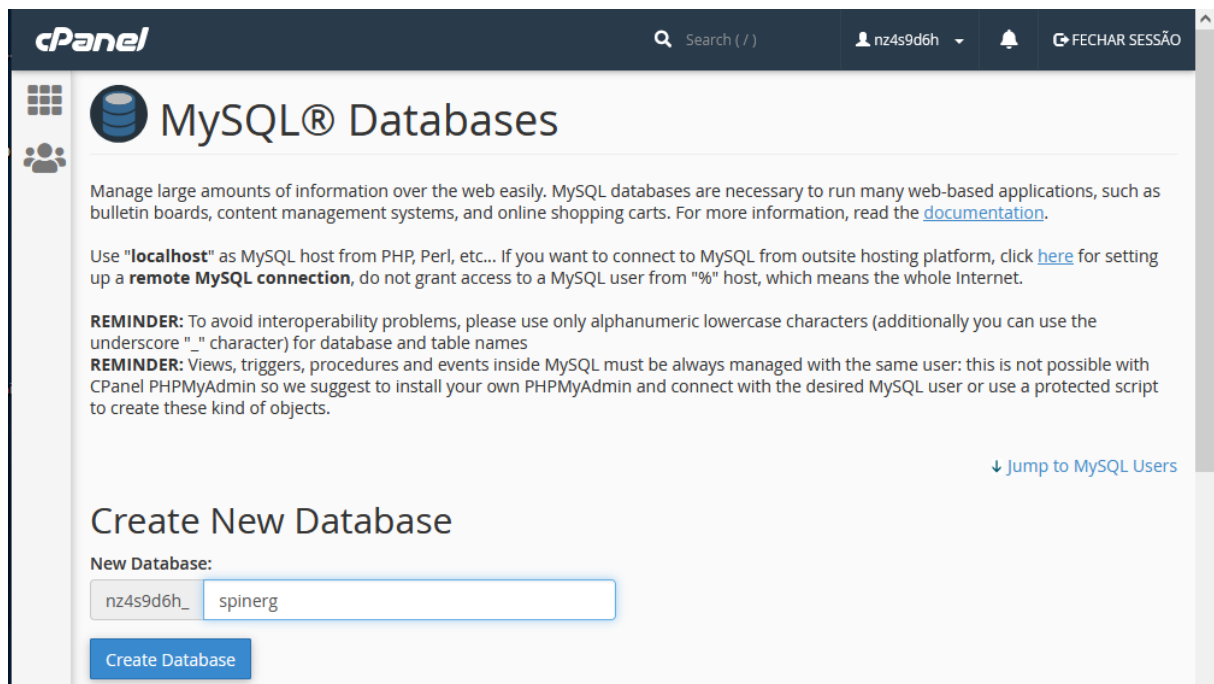 cPanel
Search ( / )
nz4s9d6h
FECHAR SESSÃO
MySQL® Databases
Manage large amounts of information over the web easily. MySQL databases are necessary to run many web-based applications, such as
bulletin boards, content management systems, and online shopping carts. For more information, read the documentation.
Use "localhost" as MySQL host from PHP, Perl, etc... If you want to connect to MySQL from outsite hosting platform, click here for setting
up a remote MySQL connection, do not grant access to a MySQL user from "%" host, which means the whole Internet.
REMINDER: To avoid interoperability problems, please use only alphanumeric lowercase characters (additionally you can use the
underscore "_" character) for database and table names
REMINDER: Views, triggers, procedures and events inside MySQL must be always managed with the same user: this is not possible with
CPanel PHPMyAdmin so we suggest to install your own PHPMyAdmin and connect with the desired MySQL user or use a protected script
to create these kind of objects.
Jump to MySQL Users
Create New Database
New Database:
nz4s9d6h_ spinerg
Create Database